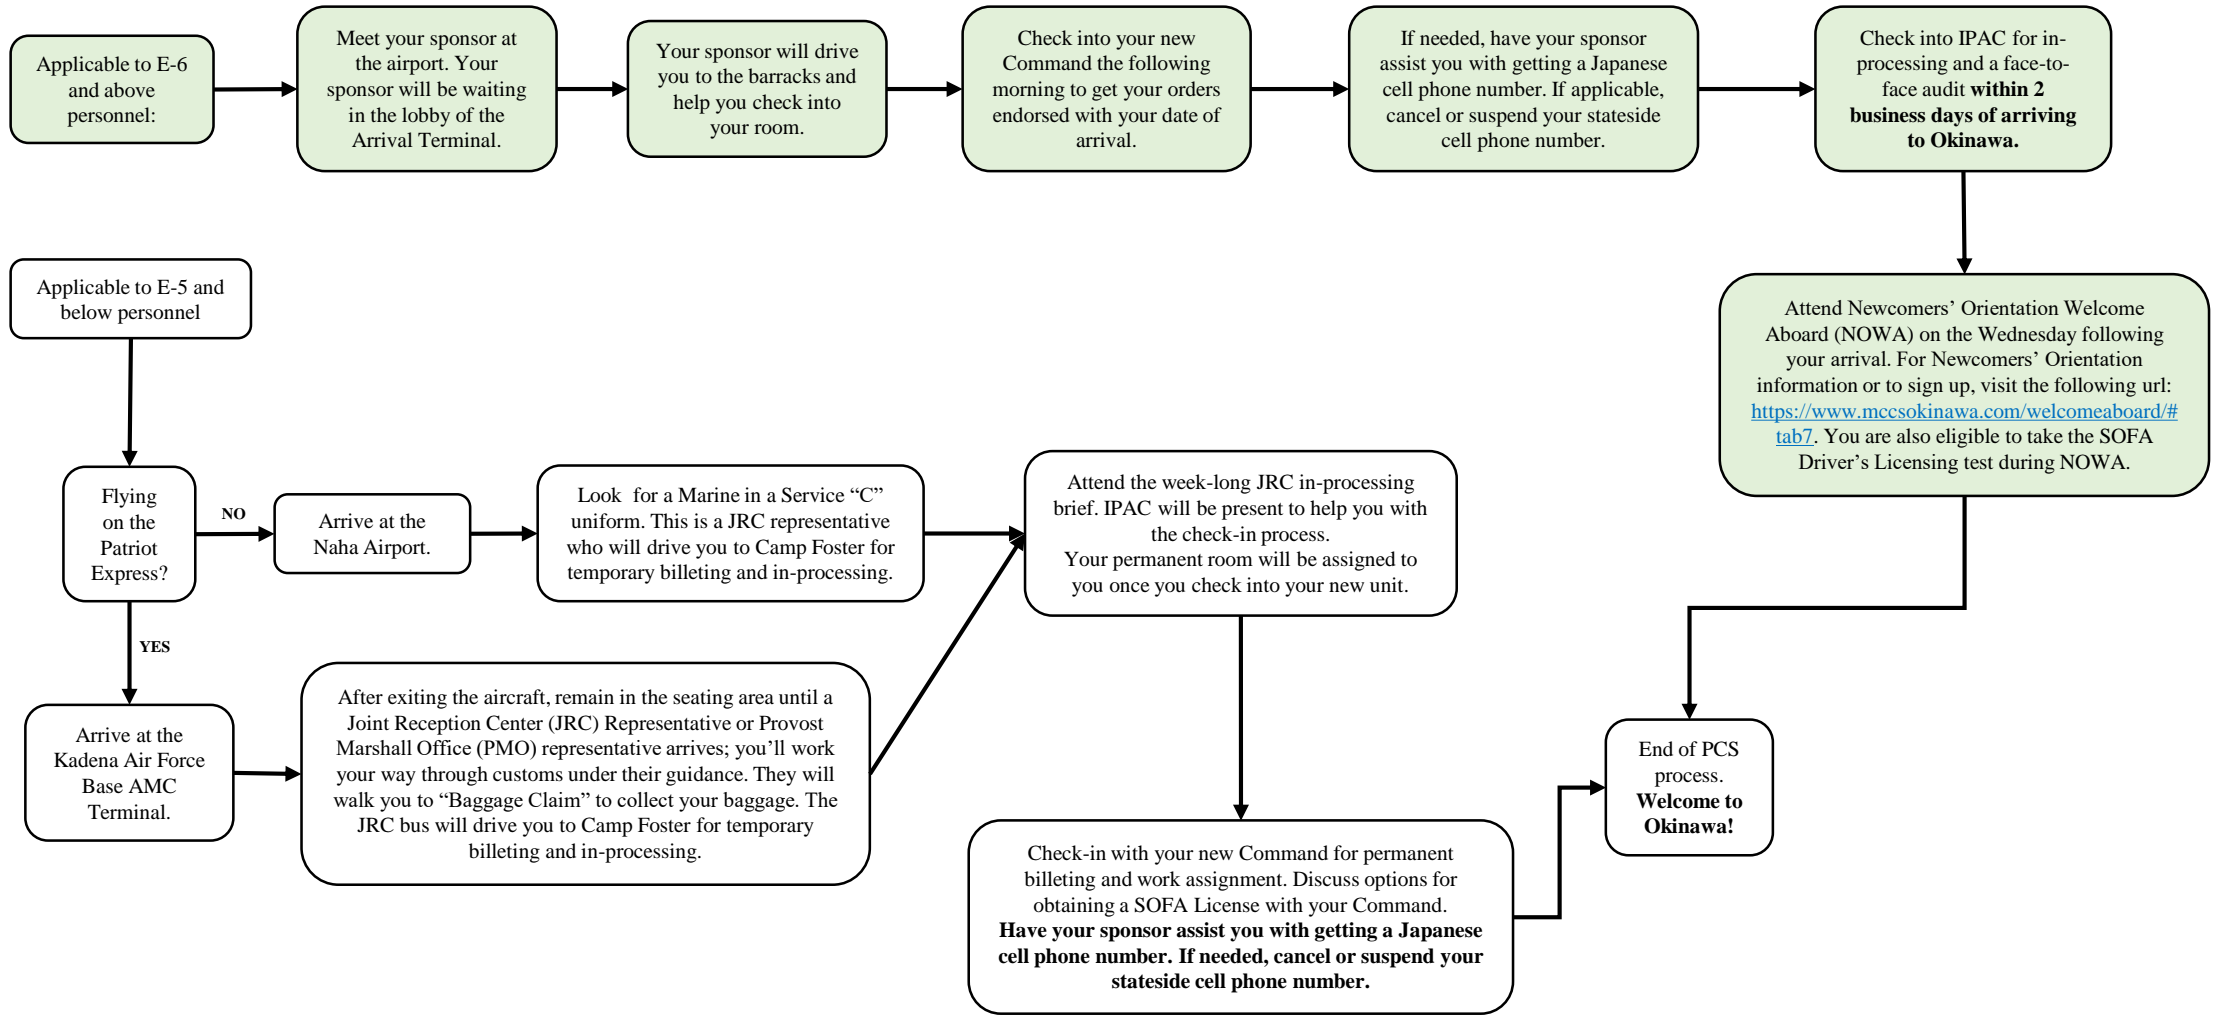 Applicable to E-6
and above
personnel:
Meet your sponsor at
the airport. Your
sponsor will be waiting
in the lobby of the
Arrival Terminal.
Your sponsor will drive
you to the barracks and
help you check into
your room.
Check into your new
Command the following
morning to get your orders
endorsed with your date of
arrival.
If needed, have your sponsor
assist you with getting a Japanese
cell phone number. If applicable,
cancel or suspend your stateside
cell phone number.
Check into IPAC for in-
processing and a face-to-
face audit within 2
business days of arriving
to Okinawa.
Attend Newcomers’ Orientation Welcome
Aboard (NOWA) on the Wednesday following
your arrival. For Newcomers’ Orientation
information or to sign up, visit the following url:
https://www.mccsokinawa.com/welcomeaboard/#
tab7. You are also eligible to take the SOFA
Driver’s Licensing test during NOWA.
Applicable to E-5 and
below personnel
Flying
on the
Patriot
Express?
NO
Arrive at the
Naha Airport.
Look for a Marine in a Service “C”
uniform. This is a JRC representative
who will drive you to Camp Foster for
temporary billeting and in-processing.
YES
Arrive at the
Kadena Air Force
Base AMC
Terminal.
After exiting the aircraft, remain in the seating area until a
Joint Reception Center (JRC) Representative or Provost
Marshall Office (PMO) representative arrives; you’ll work
your way through customs under their guidance. They will
walk you to “Baggage Claim” to collect your baggage. The
JRC bus will drive you to Camp Foster for temporary
billeting and in-processing.
Attend the week-long JRC in-processing
brief. IPAC will be present to help you with
the check-in process.
Your permanent room will be assigned to
you once you check into your new unit.
Check-in with your new Command for permanent
billeting and work assignment. Discuss options for
obtaining a SOFA License with your Command.
Have your sponsor assist you with getting a Japanese
cell phone number. If needed, cancel or suspend your
stateside cell phone number.
End of PCS
process.
Welcome to
Okinawa!